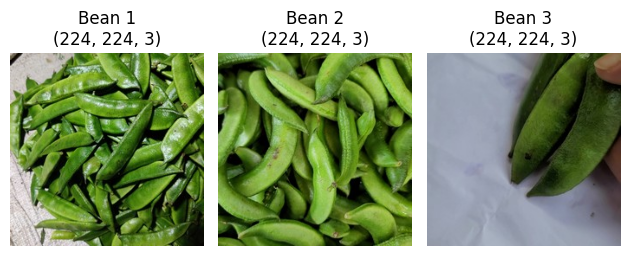 Bean 1
(224, 224, 3)
Bean 2
(224, 224, 3)
Bean 3
(224, 224, 3)